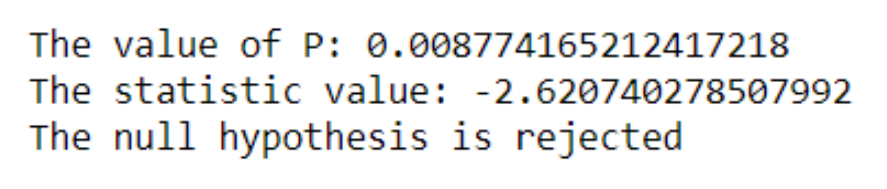 The value of P: 0.008774165212417218
The statistic value: -2.620740278507992
The null hypothesis is rejected